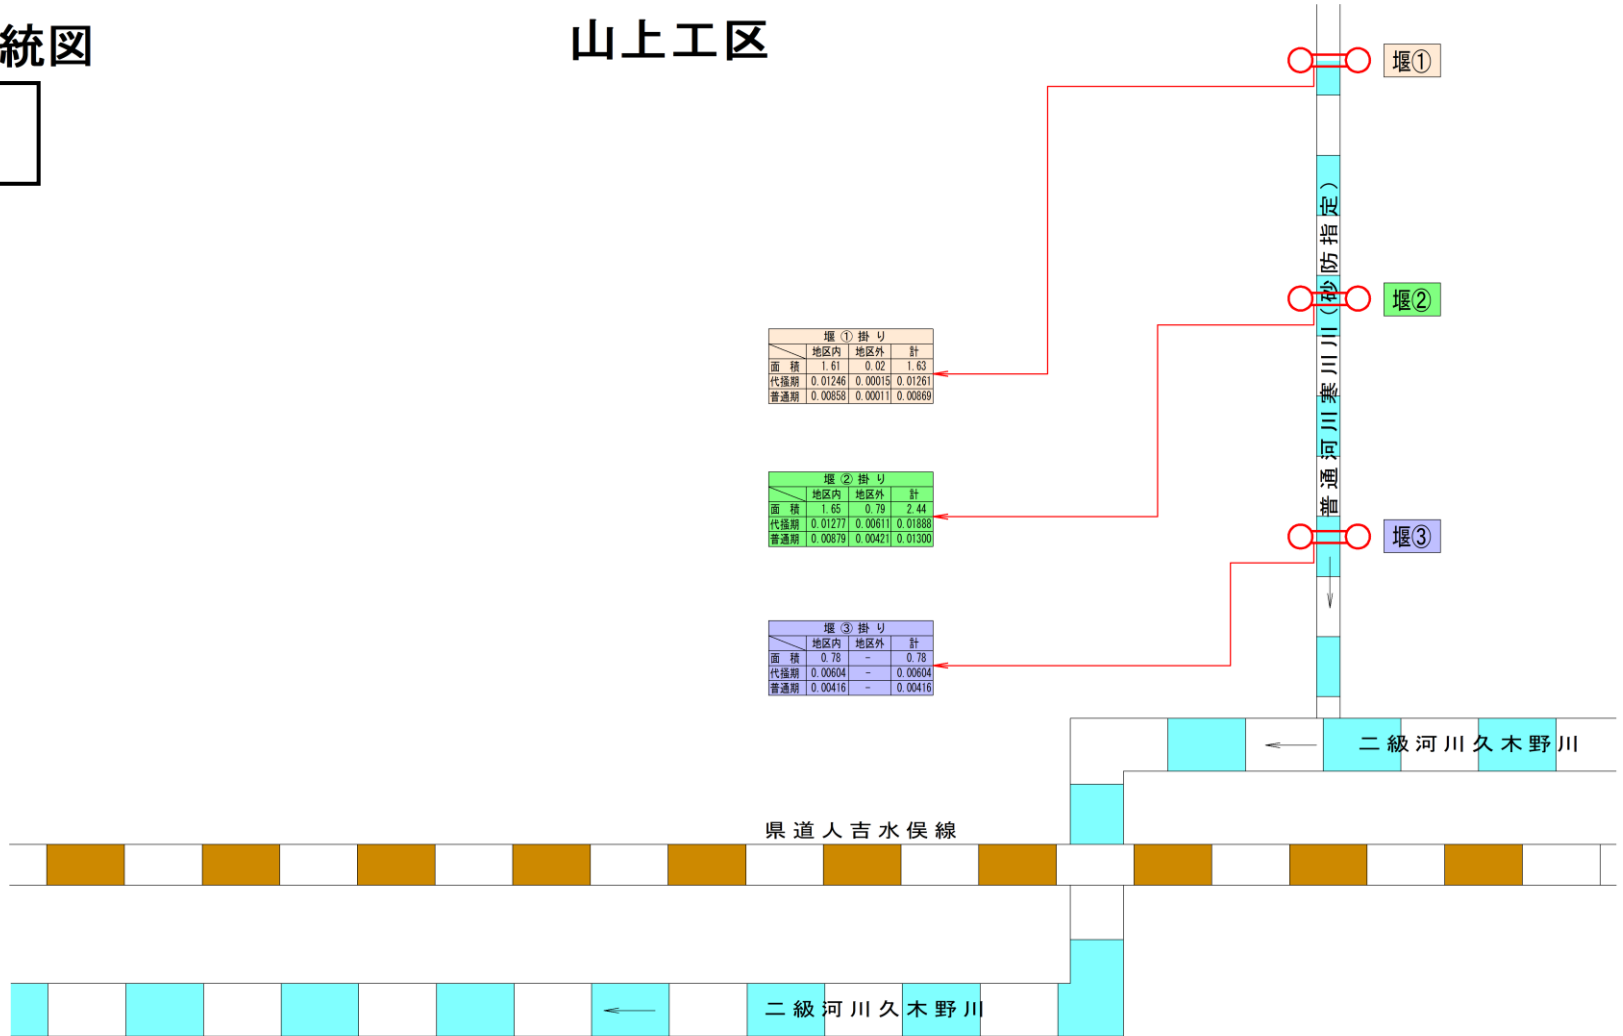 統図
山上工区
堰①
堰②
堰③
普通河川寒川川(砂防指定)
堰①掛り
地区内 地区外 計
面積 1.61 0.02 1.63
代掻期 0.01246 0.00015 0.01261
普通期 0.00858 0.00011 0.00869
堰②掛り
地区内 地区外 計
面積 1.65 0.79 2.44
代掻期 0.01277 0.00611 0.01888
普通期 0.00879 0.00421 0.01300
堰③掛り
地区内 地区外 計
面積 0.78 - 0.78
代掻期 0.00604 - 0.00604
普通期 0.00416 - 0.00416
二級河川久木野川
県道人吉水俣線
二級河川久木野川